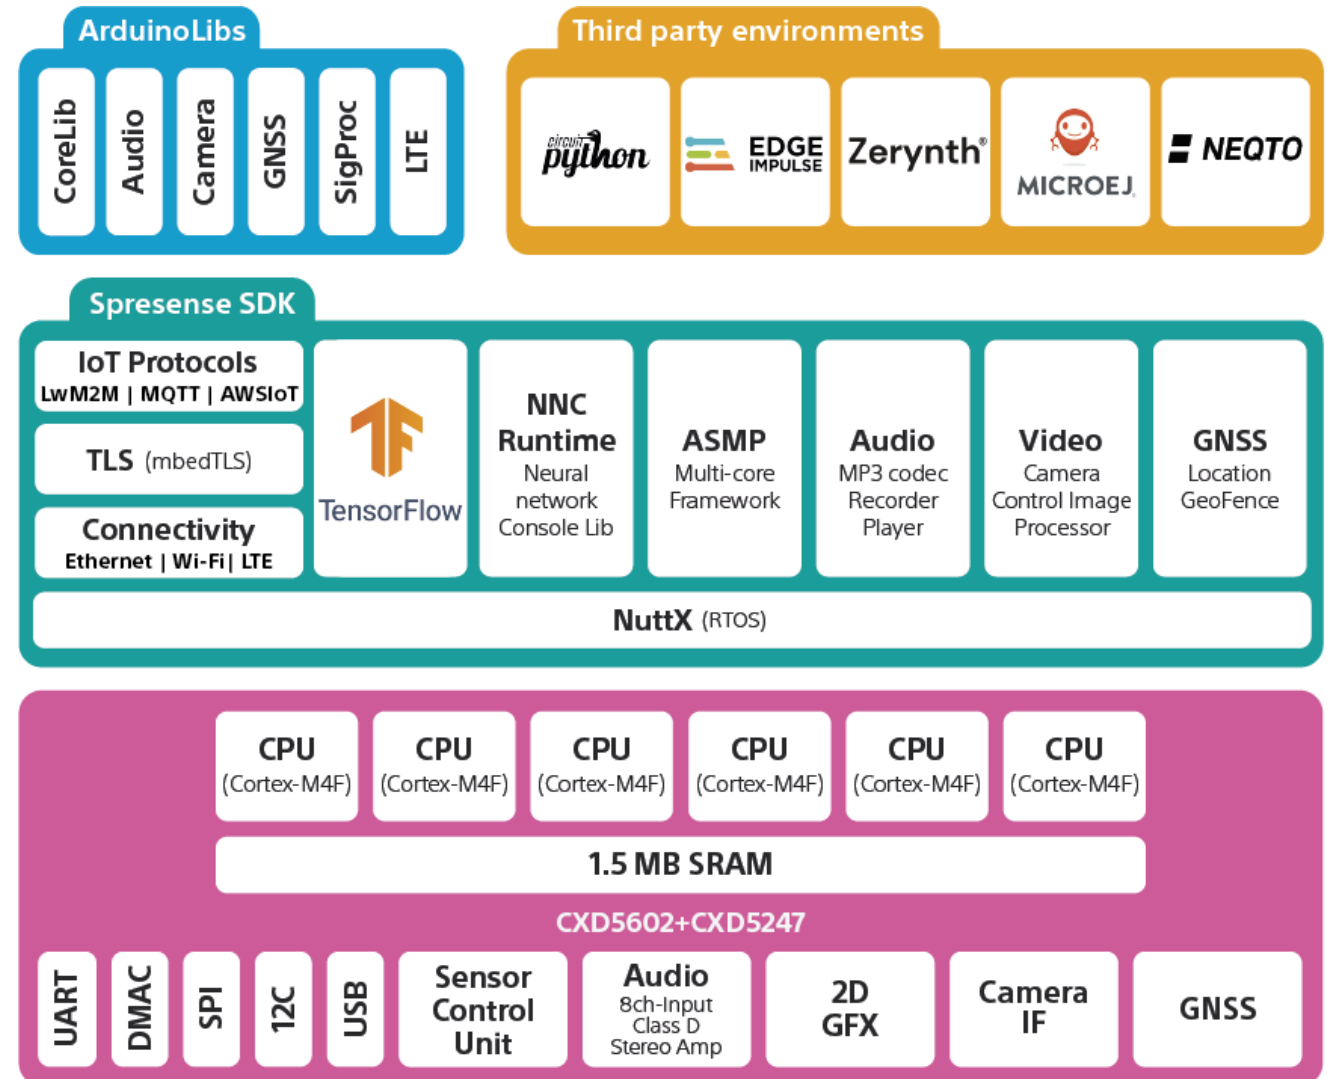 ArduinoLibs
CoreLib
Audio
Camera
GNSS
SigProc
LTE
Third party environments
circuit
python
EDGE
IMPULSE
Zerynth®
MICROEJ®
NEQTO
Spresense SDK
IoT Protocols
LwM2M | MQTT | AWSIoT
TLS (mbedTLS)
Connectivity
Ethernet | Wi-Fi| LTE
TensorFlow
NNC
Runtime
Neural
network
Console Lib
ASMP
Multi-core
Framework
Audio
MP3 codec
Recorder
Player
Video
Camera
Control Image
Processor
GNSS
Location
GeoFence
NuttX (RTOS)
CPU
(Cortex-M4F)
CPU
(Cortex-M4F)
CPU
(Cortex-M4F)
CPU
(Cortex-M4F)
CPU
(Cortex-M4F)
CPU
(Cortex-M4F)
1.5 MB SRAM
CXD5602+CXD5247
UART
DMAC
SPI
12C
USB
Sensor
Control
Unit
Audio
8ch-Input
Class D
Stereo Amp
2D
GFX
Camera
IF
GNSS